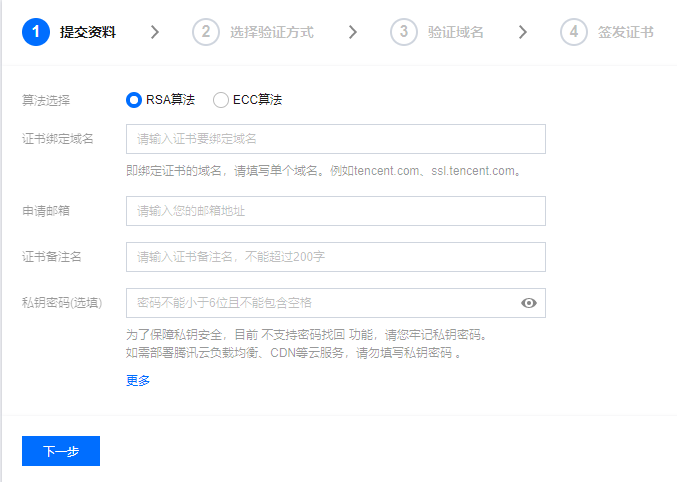 1 提交资料 2 选择验证方式 3 验证域名 4 签发证书
算法选择 RSA算法 ECC算法
证书绑定域名 请输入证书要绑定域名
即绑定证书的域名，请填写单个域名。例如tencent.com、ssl.tencent.com。
申请邮箱 请输入您的邮箱地址
证书备注名 请输入证书备注名，不能超过200字
私钥密码(选填) 密码不能小于6位且不能包含空格
为了保障私钥安全，目前 不支持密码找回 功能，请您牢记私钥密码。
如需部署腾讯云负载均衡、CDN等云服务，请勿填写私钥密码 。
更多
下一步